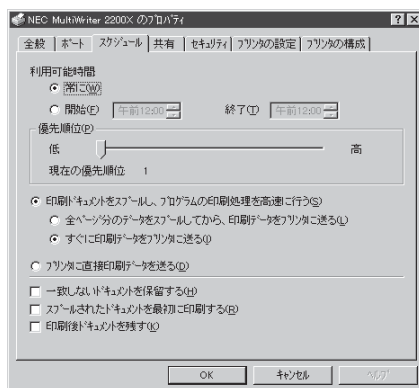 NEC MultiWriter 2200X のプロパティ
全般 ポート スケジュール 共有 セキュリティ プリンタの設定 プリンタの構成
利用可能時間
常に(W)
開始(F) 午前12:00 終了(T) 午前12:00
優先順位(P)
低 高
現在の優先順位 1
印刷ドキュメントをスプールし、プログラムの印刷処理を高速に行う(S)
全ページ分のデータをスプールしてから、印刷データをプリンタに送る(L)
すぐに印刷データをプリンタに送る(I)
プリンタに直接印刷データを送る(D)
一致しないドキュメントを保留する(H)
スプールされたドキュメントを最初に印刷する(R)
印刷後ドキュメントを残す(K)
OK キャンセル ヘルプ